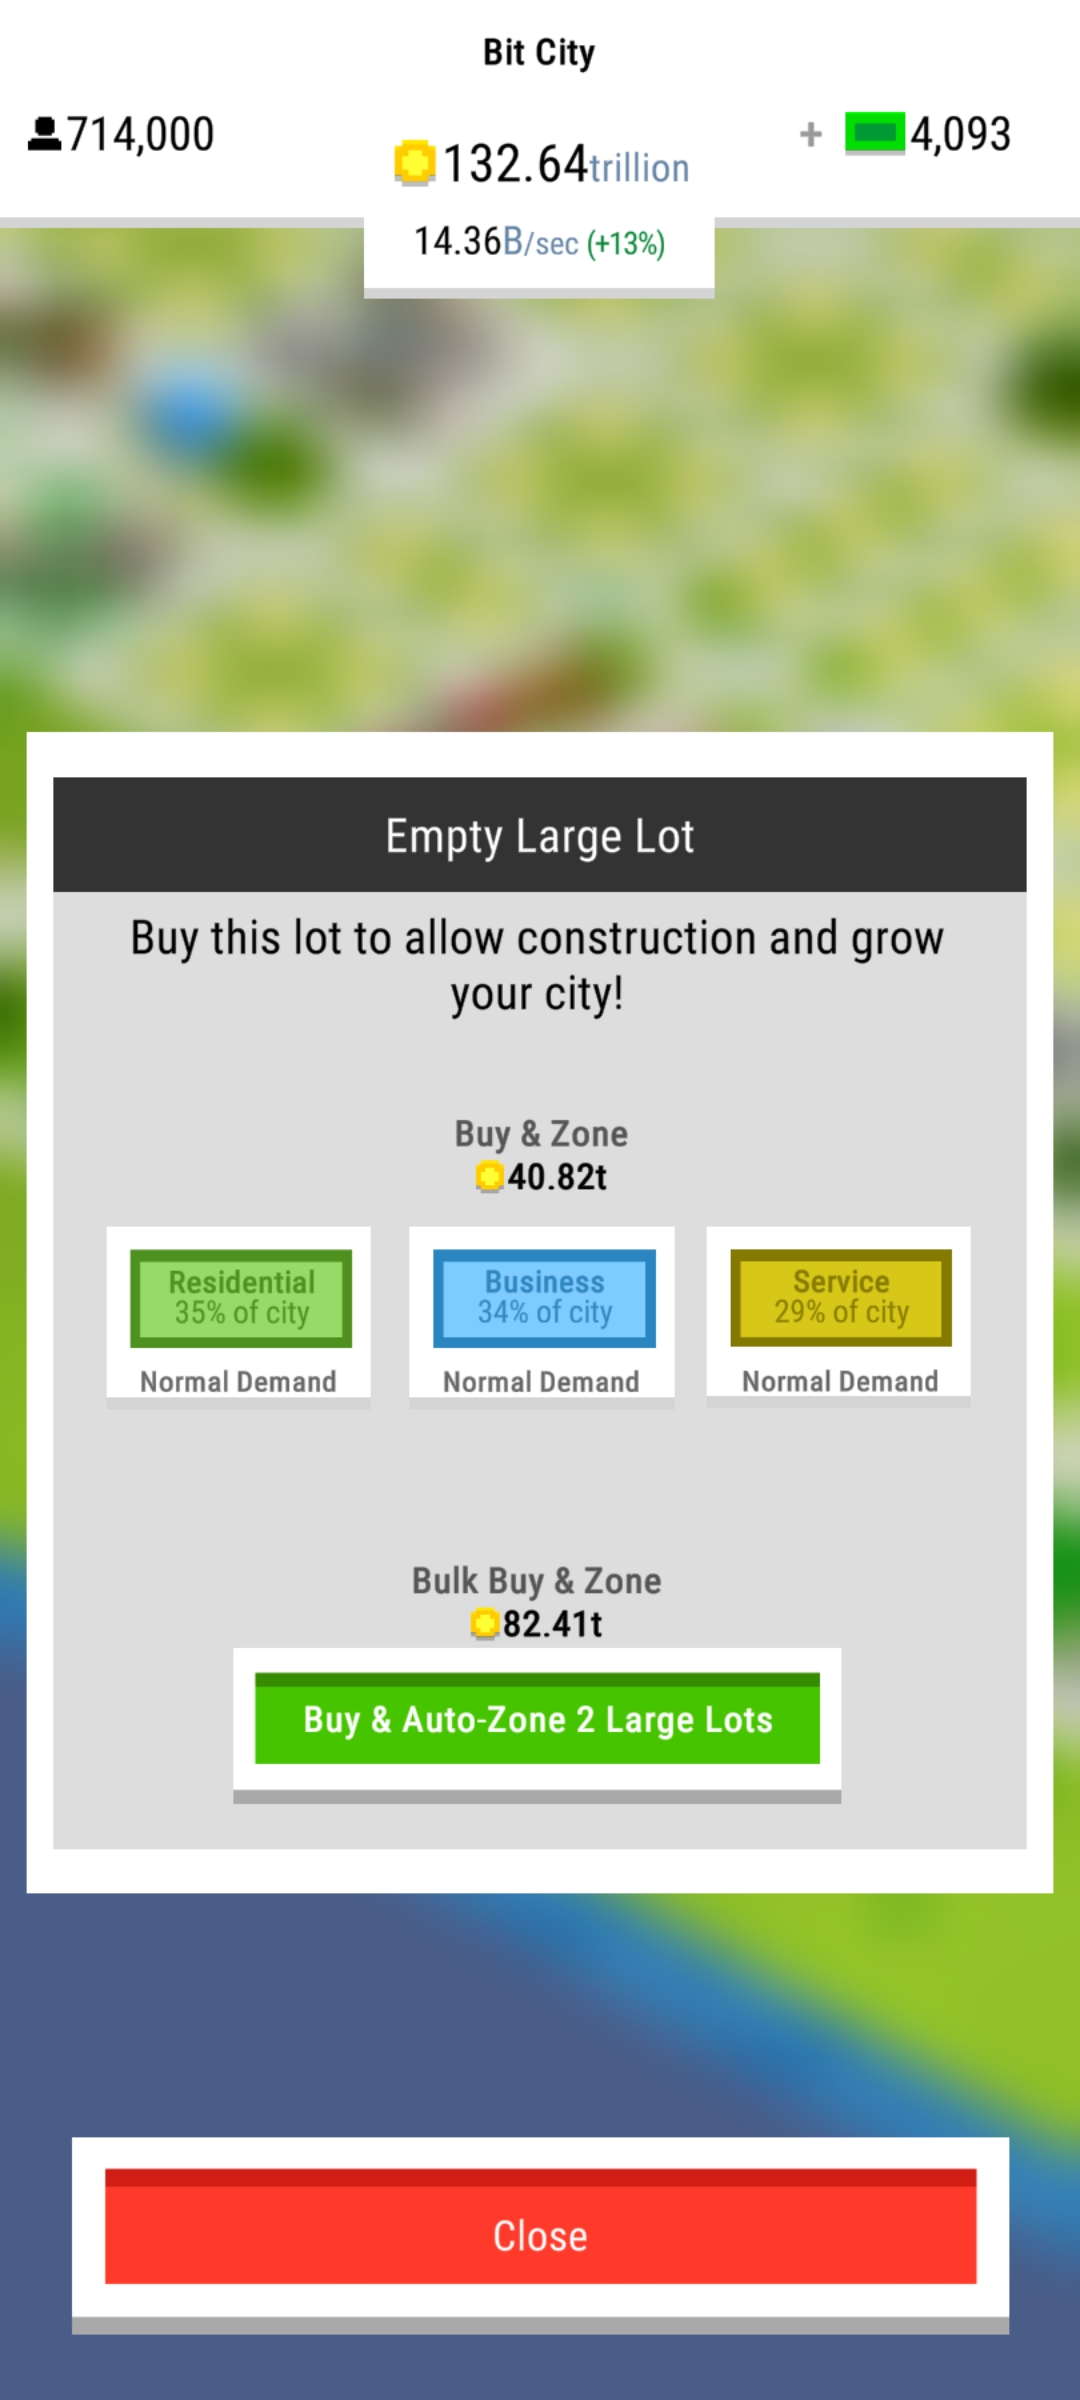 Bit City
714,000
132.64trillion
+ 4,093
14.36B/sec (+13%)
Empty Large Lot
Buy this lot to allow construction and grow
your city!
Buy & Zone
40.82t
Residential
35% of city
Normal Demand
Business
34% of city
Normal Demand
Service
29% of city
Normal Demand
Bulk Buy & Zone
82.41t
Buy & Auto-Zone 2 Large Lots
Close